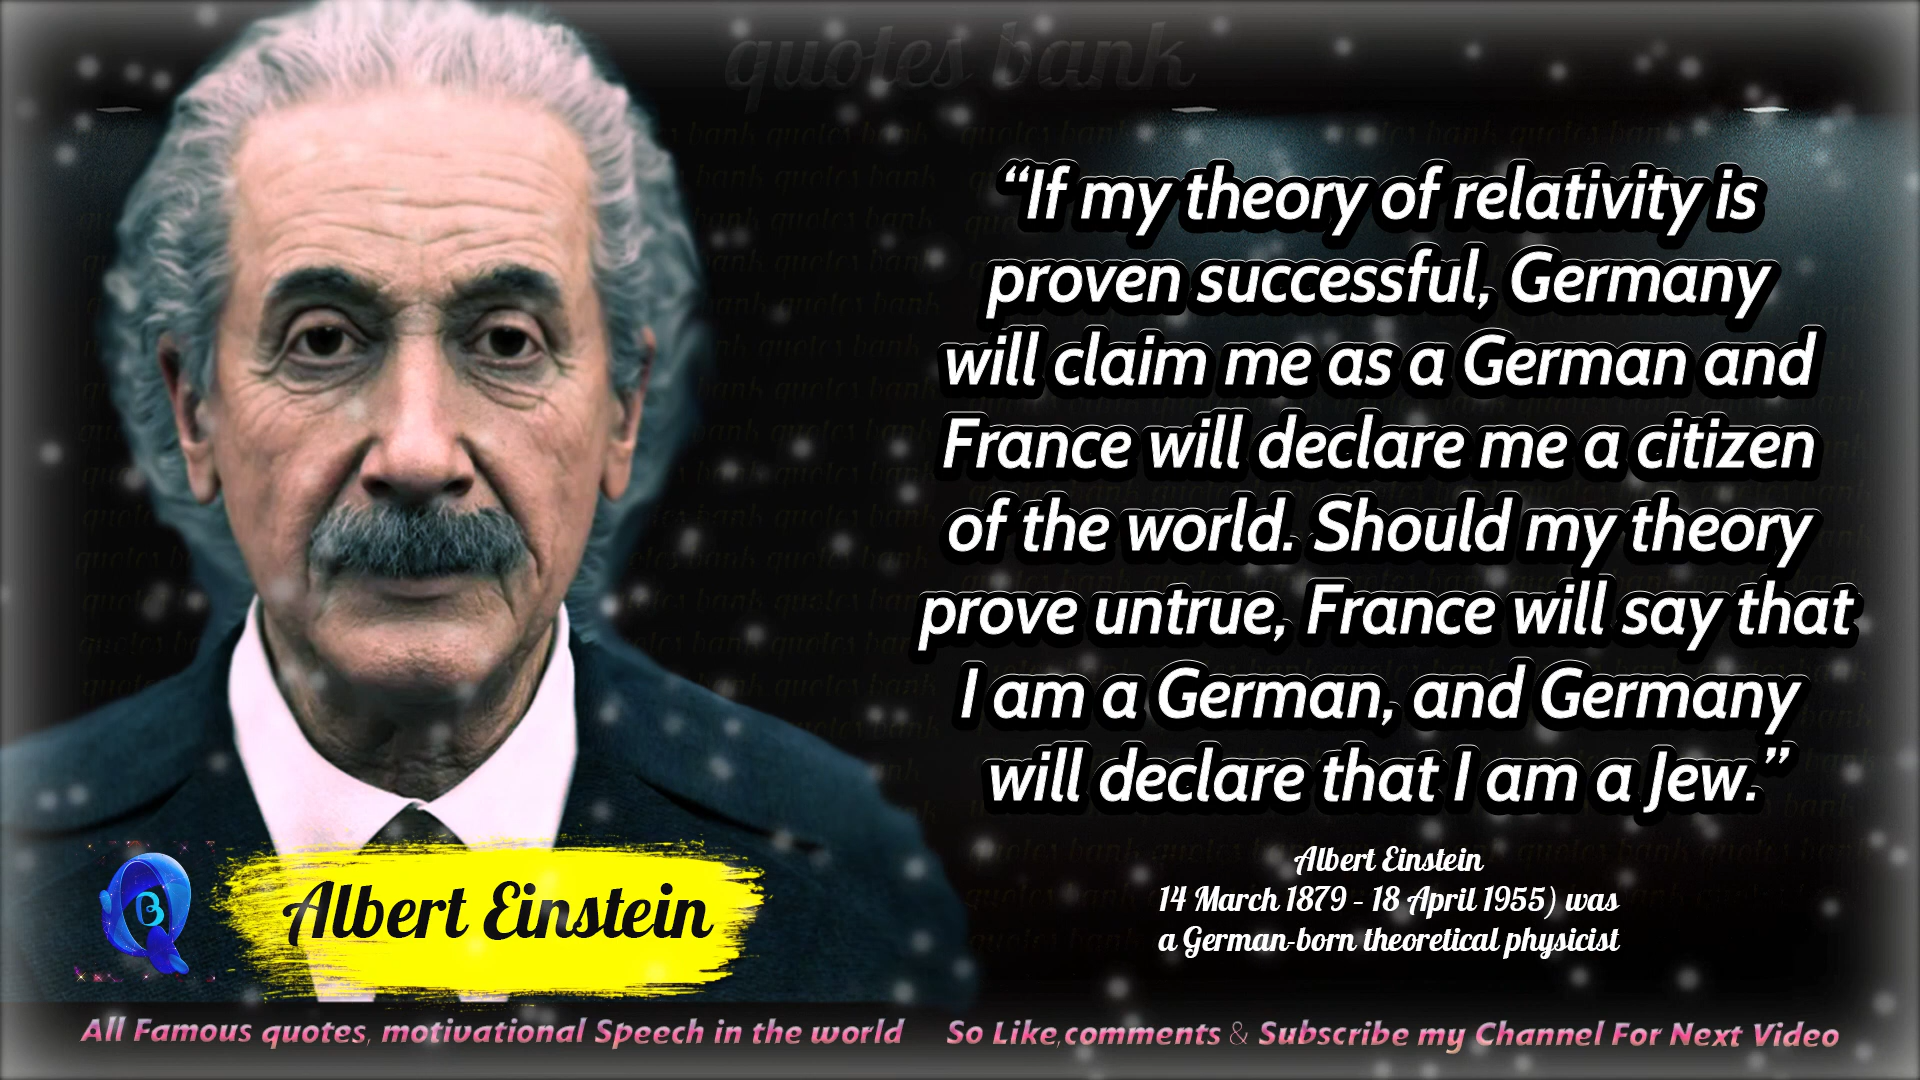 quotes bank
“If my theory of relativity is
proven successful, Germany
will claim me as a German and
France will declare me a citizen
of the world. Should my theory
prove untrue, France will say that
I am a German, and Germany
will declare that I am a Jew.”
Albert Einstein
14 March 1879 – 18 April 1955) was
a German-born theoretical physicist
B
Albert Einstein
All Famous quotes, motivational Speech in the world So Like,comments & Subscribe my Channel For Next Video